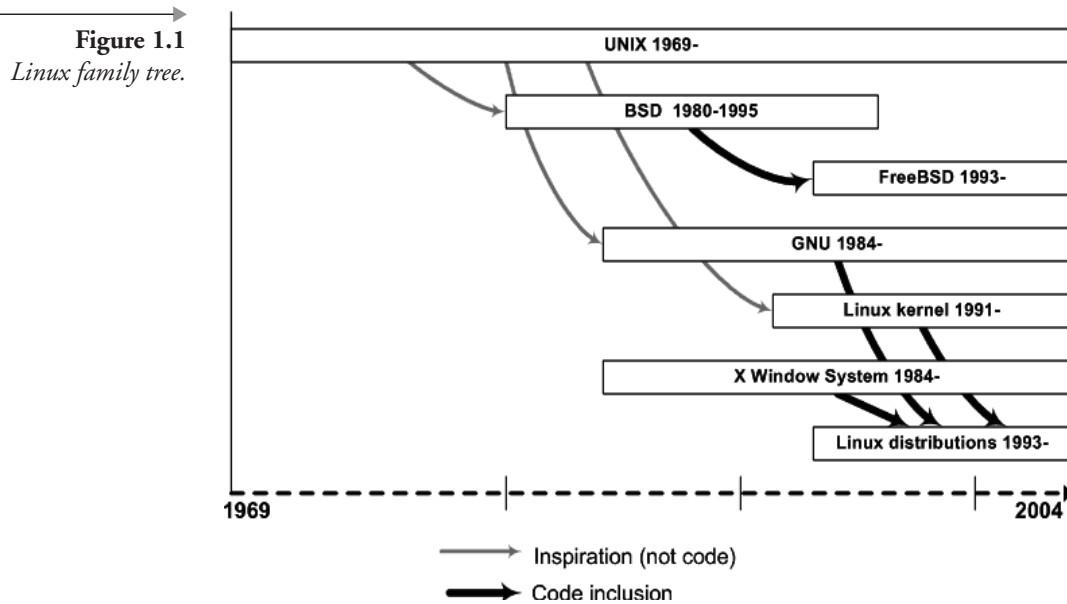 Figure 1.1
Linux family tree.
UNIX 1969-
BSD 1980-1995
FreeBSD 1993-
GNU 1984-
Linux kernel 1991-
X Window System 1984-
Linux distributions 1993-
1969
2004
Inspiration (not code)
Code inclusion